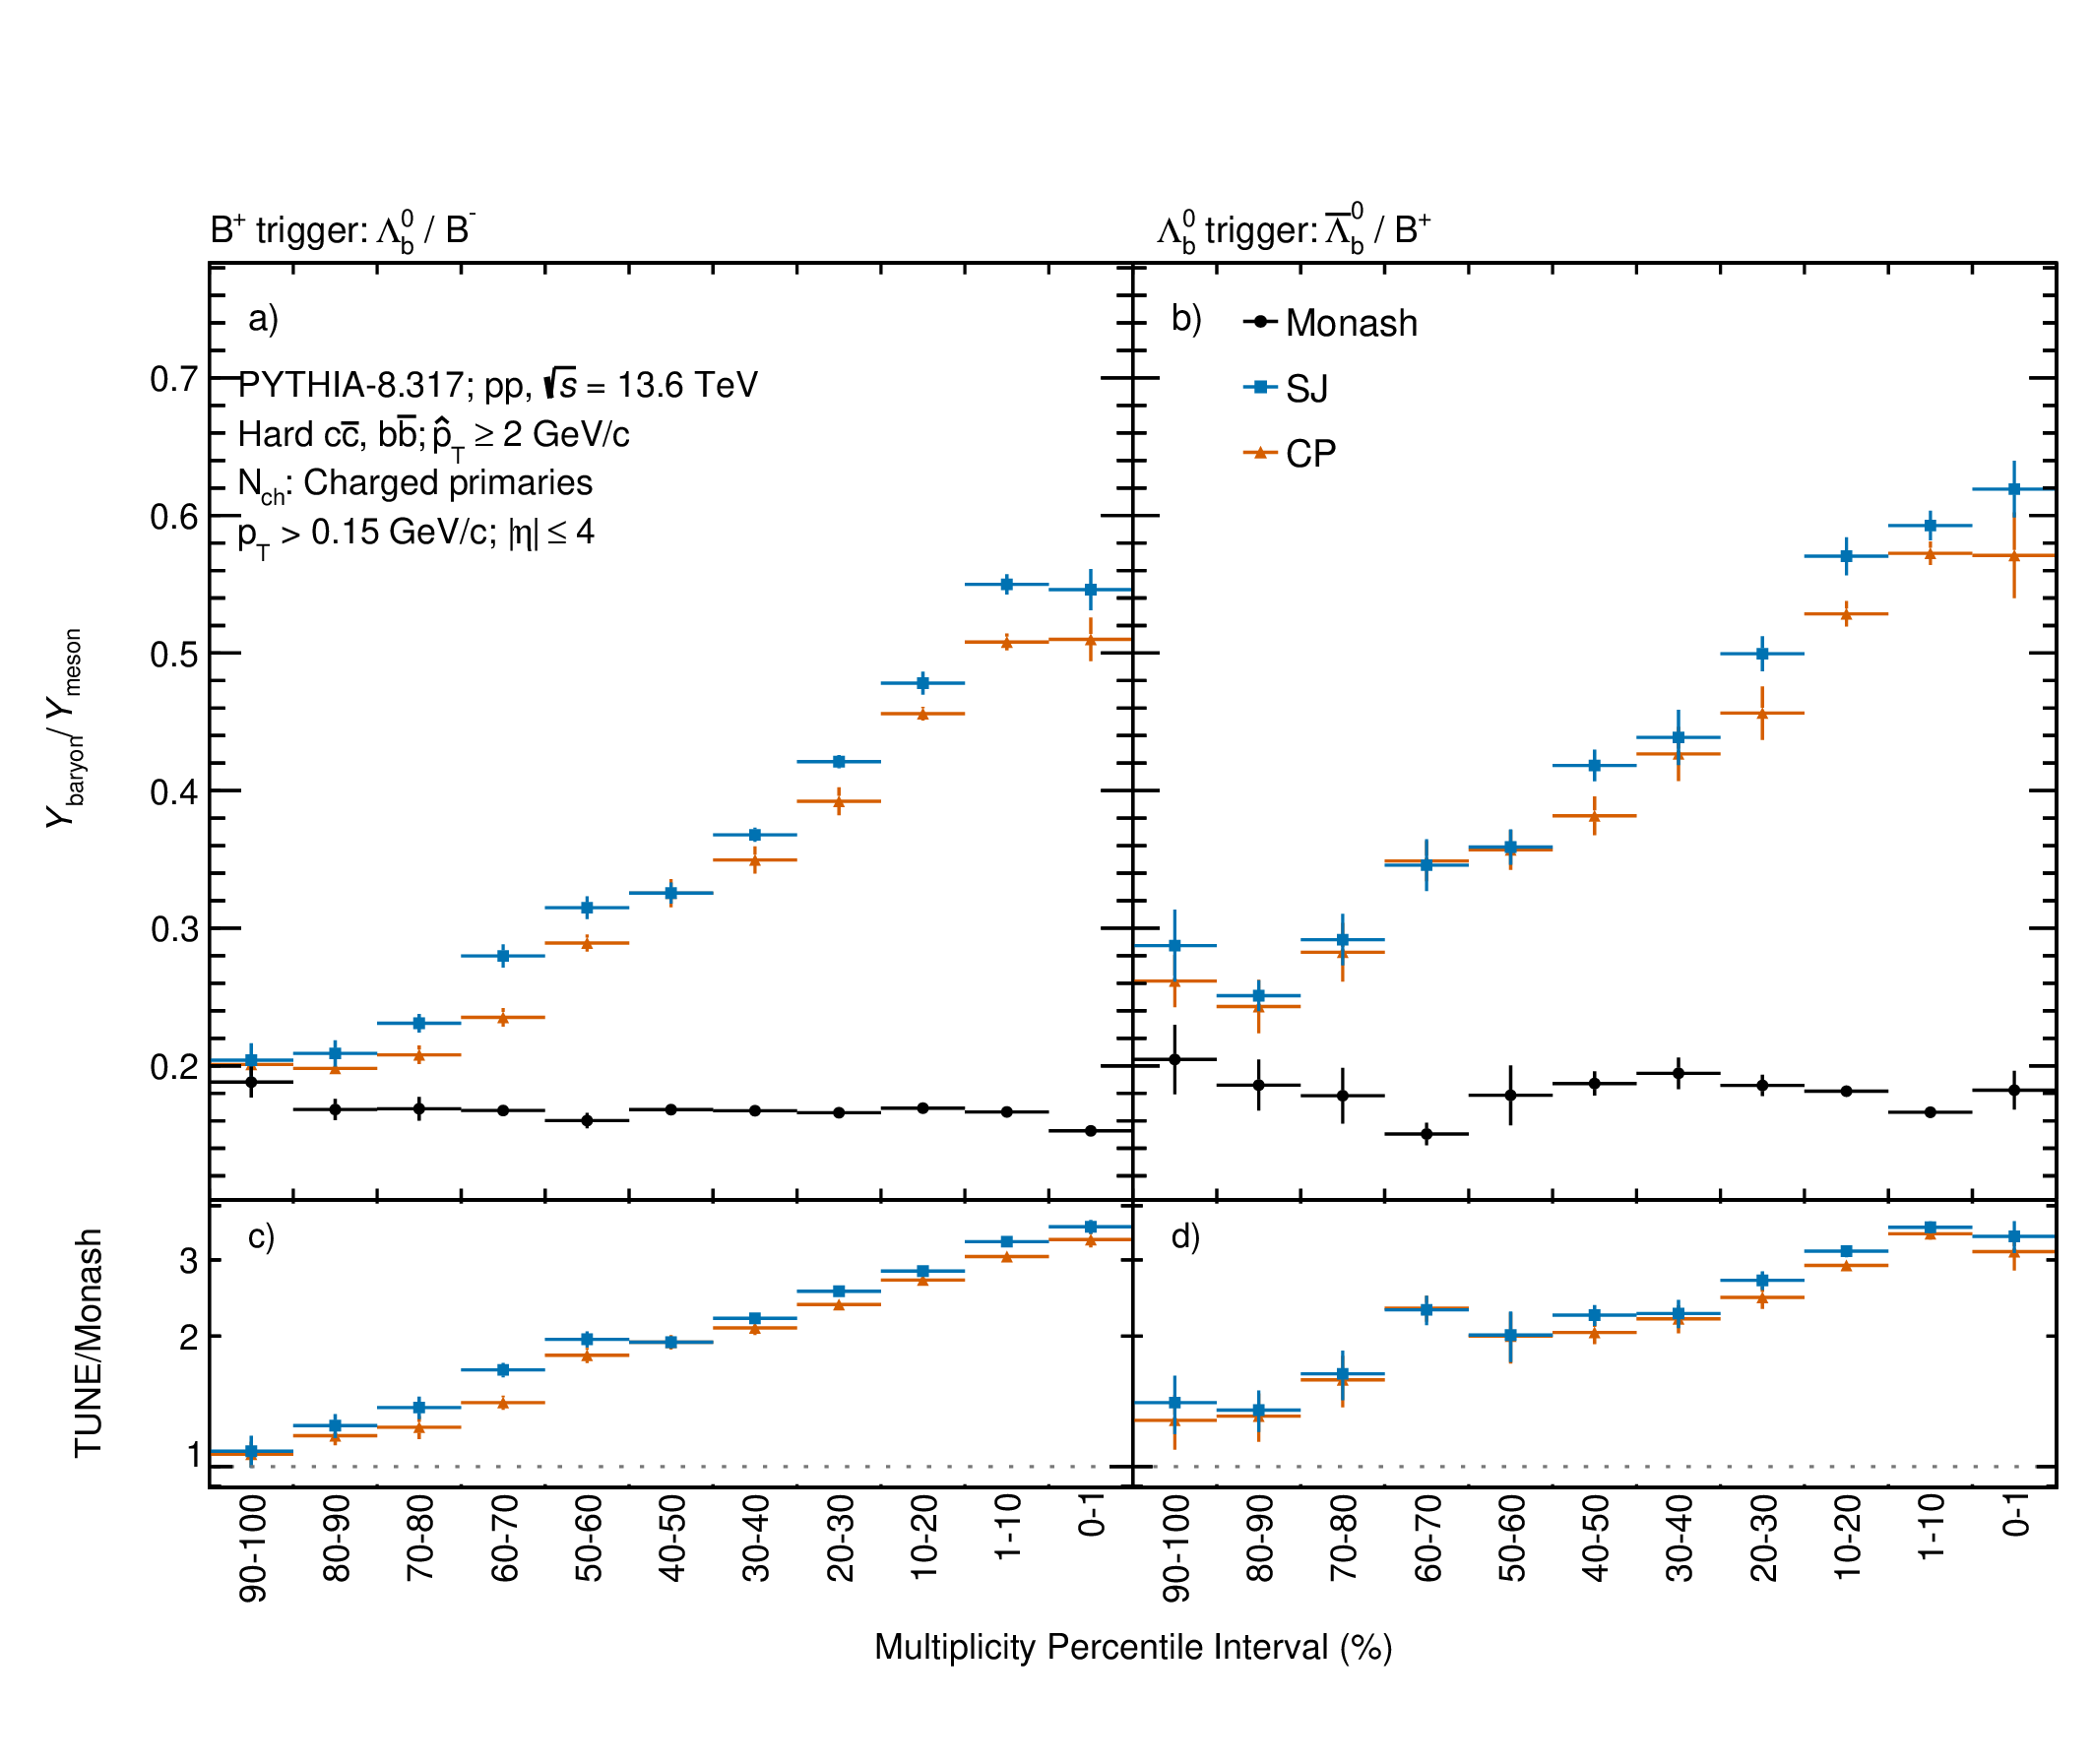 B⁺ trigger: Λ⁰_b / B⁻
Λ⁰_b trigger: Λ̅⁰_b / B⁺
a)
PYTHIA-8.317; pp, √s = 13.6 TeV
Hard cc̅, bb̅; p̂_T ≥ 2 GeV/c
N_ch: Charged primaries
p_T > 0.15 GeV/c; |η| ≤ 4
b)
Monash
SJ
CP
0.7
0.6
0.5
0.4
0.3
0.2
Y_baryon / Y_meson
c)
d)
3
2
1
TUNE/Monash
90-100
80-90
70-80
60-70
50-60
40-50
30-40
20-30
10-20
1-10
0-1
90-100
80-90
70-80
60-70
50-60
40-50
30-40
20-30
10-20
1-10
0-1
Multiplicity Percentile Interval (%)